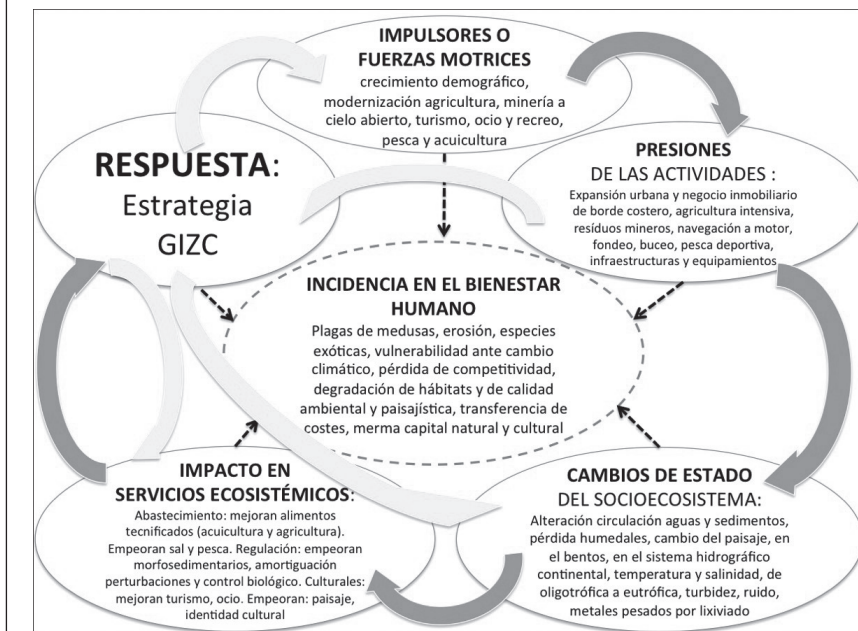 IMPULSORES O
FUERZAS MOTRICES
crecimiento demográfico,
modernización agricultura, minería a
cielo abierto, turismo, ocio y recreo,
pesca y acuicultura
RESPUESTA:
Estrategia
GIZC
PRESIONES
DE LAS ACTIVIDADES :
Expansión urbana y negocio inmobiliario
de borde costero, agricultura intensiva,
resíduos mineros, navegación a motor,
fondeo, buceo, pesca deportiva,
infraestructuras y equipamientos
INCIDENCIA EN EL BIENESTAR
HUMANO
Plagas de medusas, erosión, especies
exóticas, vulnerabilidad ante cambio
climático, pérdida de competitividad,
degradación de hábitats y de calidad
ambiental y paisajística, transferencia de
costes, merma capital natural y cultural
IMPACTO EN
SERVICIOS ECOSISTÉMICOS:
Abastecimiento: mejoran alimentos
tecnificados (acuicultura y agricultura).
Empeoran sal y pesca. Regulación: empeoran
morfosedimentarios, amortiguación
perturbaciones y control biológico. Culturales:
mejoran turismo, ocio. Empeoran: paisaje,
identidad cultural
CAMBIOS DE ESTADO
DEL SOCIOECOSISTEMA:
Alteración circulación aguas y sedimentos,
pérdida humedales, cambio del paisaje, en
el bentos, en el sistema hidrográfico
continental, temperatura y salinidad, de
oligotrófica a eutrófica, turbidez, ruido,
metales pesados por lixiviado